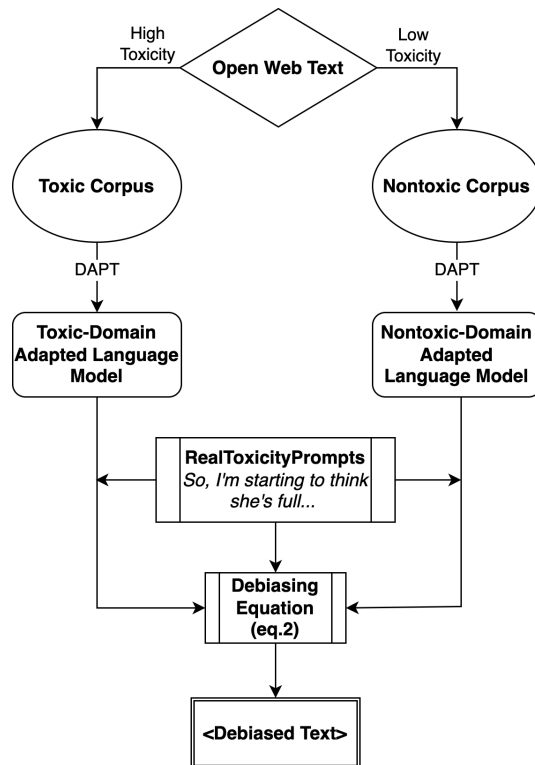 High
Toxicity
Open Web Text
Low
Toxicity
Toxic Corpus
Nontoxic Corpus
DAPT
DAPT
Toxic-Domain
Adapted Language
Model
Nontoxic-Domain
Adapted
Language Model
RealToxicityPrompts
So, I'm starting to think
she's full...
Debiasing
Equation
(eq.2)
<Debiased Text>